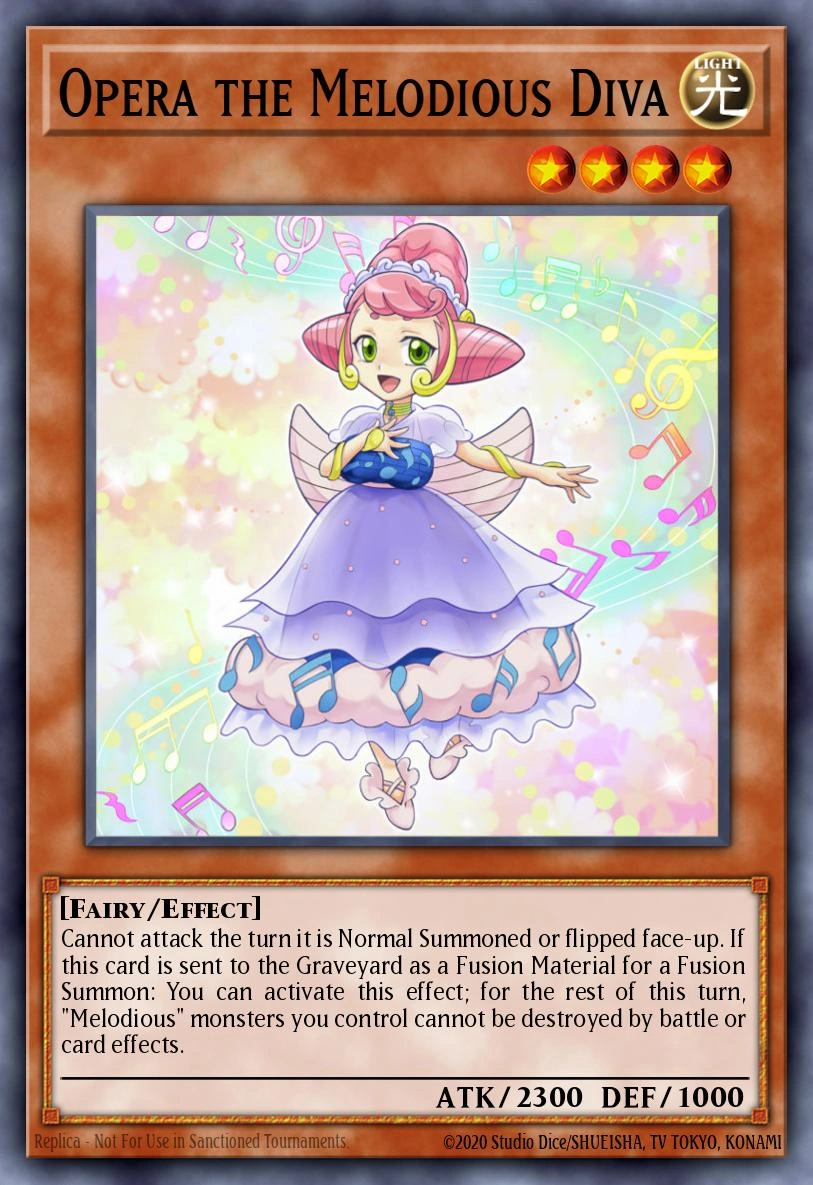 Opera the Melodious Diva
LIGHT
光
[Fairy/Effect]
Cannot attack the turn it is Normal Summoned or flipped face-up. If
this card is sent to the Graveyard as a Fusion Material for a Fusion
Summon: You can activate this effect; for the rest of this turn,
"Melodious" monsters you control cannot be destroyed by battle or
card effects.
ATK/2300 DEF/1000
Replica - Not For Use in Sanctioned Tournaments.
©2020 Studio Dice/SHUEISHA, TV TOKYO, KONAMI